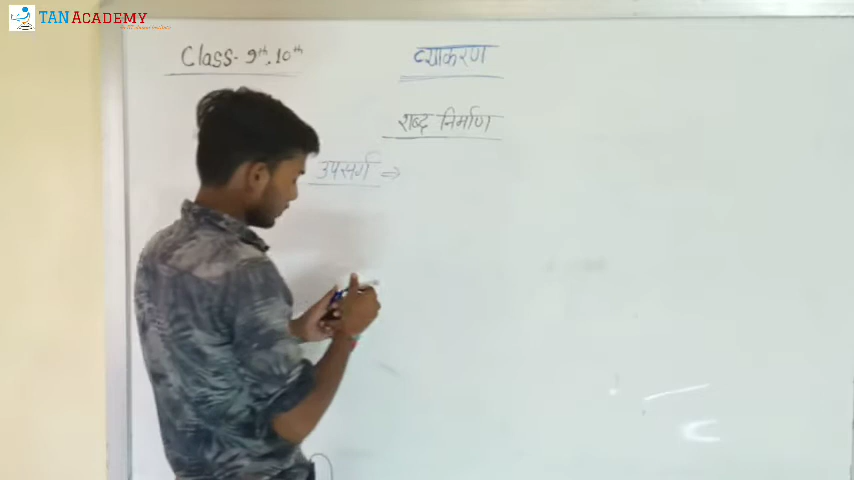 TAN ACADEMY
Class- 9th, 10th
व्याकरण
शब्द निर्माण
उपसर्ग ⇒